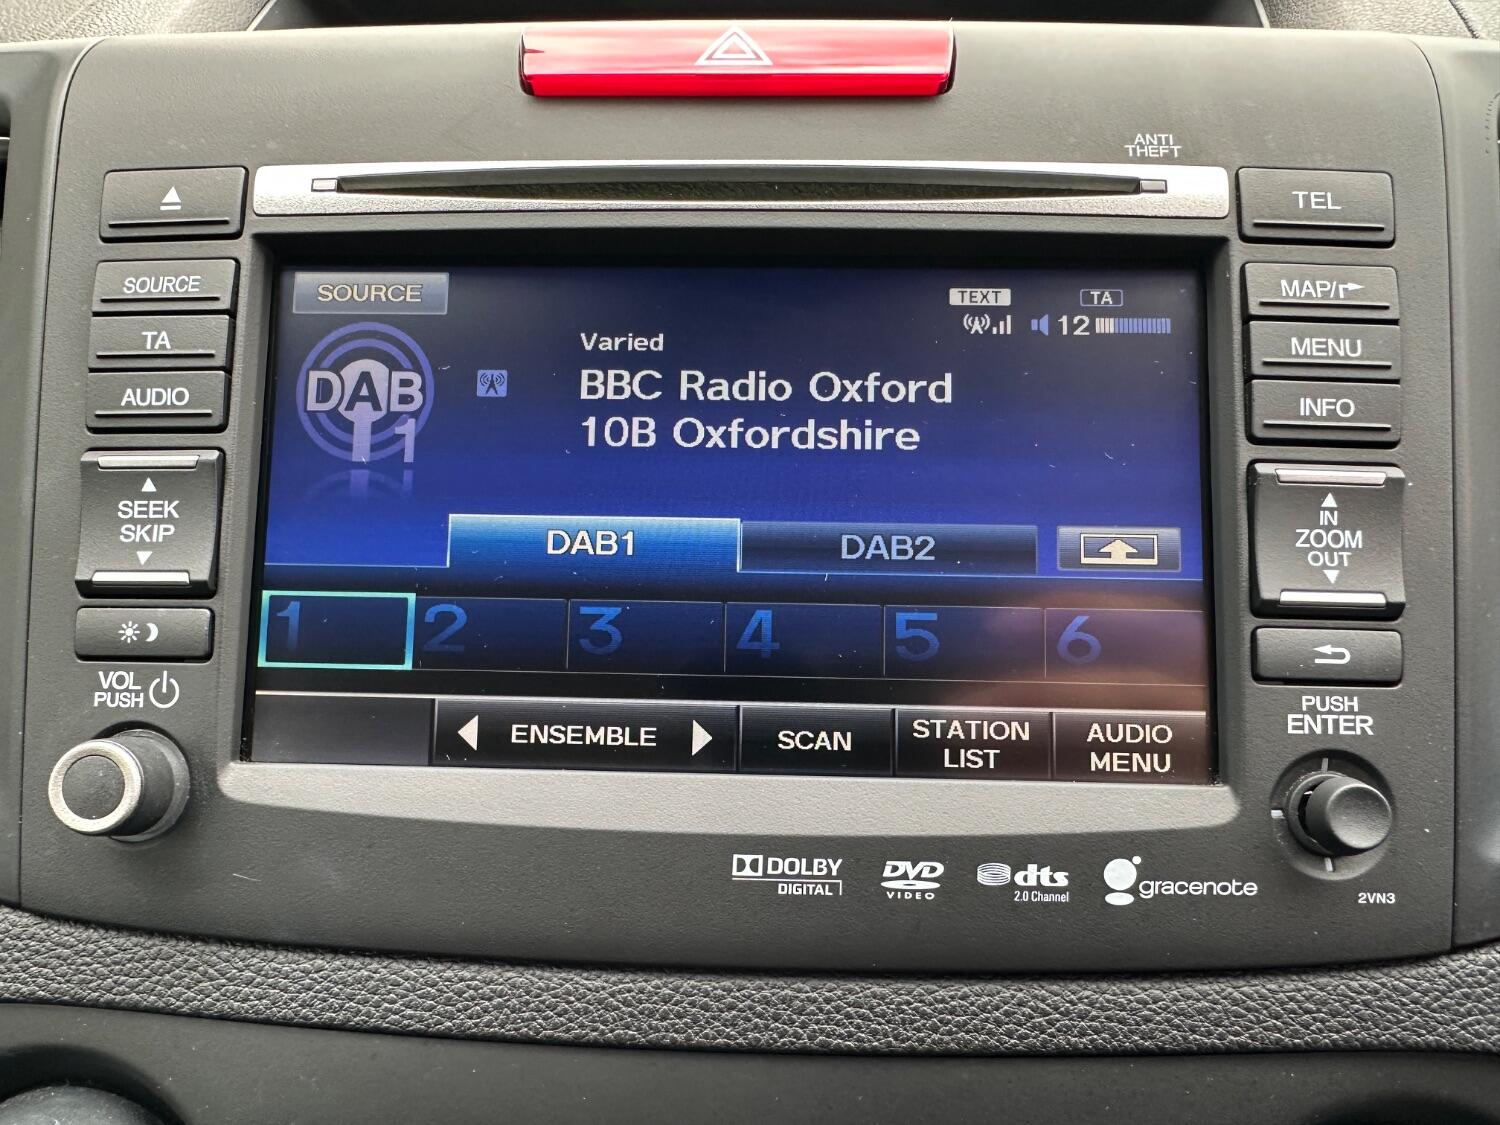 ANTI
THEFT
TEL
SOURCE
TA
AUDIO
SEEK
SKIP
VOL
PUSH
SOURCE
TEXT
TA
12
Varied
BBC Radio Oxford
10B Oxfordshire
DAB
1 1
DAB1
DAB2
1 2 3 4 5 6
ENSEMBLE
SCAN
STATION
LIST
AUDIO
MENU
MAP/
MENU
INFO
IN
ZOOM
OUT
PUSH
ENTER
DOLBY
DIGITAL
DVD
VIDEO
dts
2.0 Channel
gracenote
2VN3